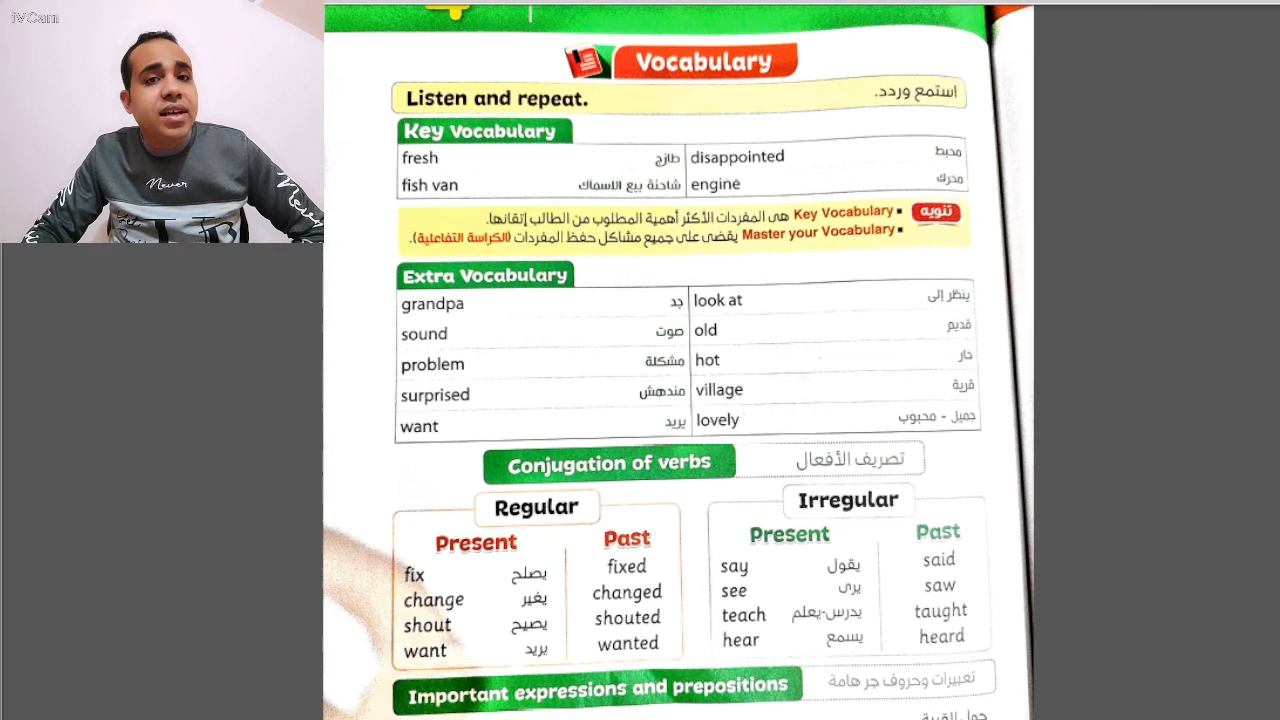 iVCam
Never
Vocabulary
Listen and repeat.
استمع وردد.
Key Vocabulary
fresh طازج disappointed محبط
fish van شاحنة بيع الأسماك engine محرك
تنويه
▪ Key Vocabulary هى المفردات الأكثر أهمية المطلوب من الطالب إتقانها.
▪ Master your Vocabulary يقضى على جميع مشاكل حفظ المفردات (الكراسة التفاعلية).
Extra Vocabulary
grandpa جد look at ينظر إلى
sound صوت old قديم
problem مشكلة hot حار
surprised مندهش village قرية
want يريد lovely جميل - محبوب
Conjugation of verbs تصريف الأفعال
Regular
Present Past
fix يصلح fixed
change يغير changed
shout يصيح shouted
want يريد wanted
Irregular
Present Past
say يقول said
see يرى saw
teach يدرس-يعلم taught
hear يسمع heard
Important expressions and prepositions تعبيرات وحروف جر هامة